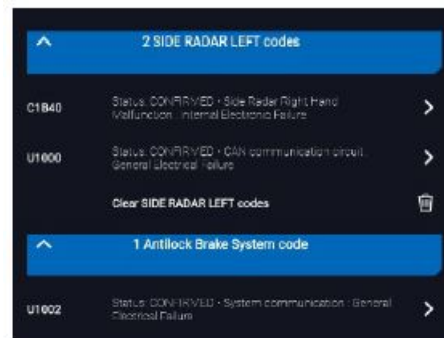 2 SIDE RADAR LEFT codes
C1B40
Status: CONFIRMED • Side Radar Right Hand
Malfunction : Internal Electronic Failure
U1000
Status: CONFIRMED • CAN communication circuit :
General Electrical Failure
Clear SIDE RADAR LEFT codes
1 Antilock Brake System code
U1002
Status: CONFIRMED • System communication : General
Electrical Failure